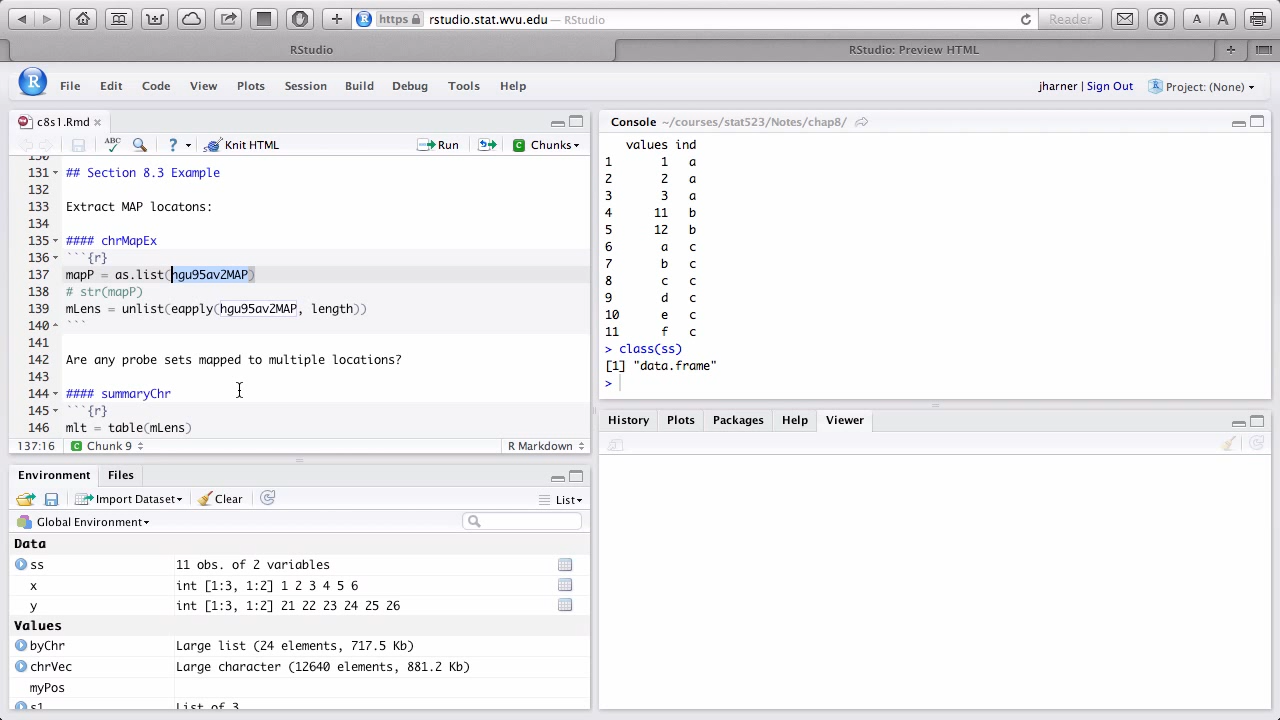 https rstudio.stat.wvu.edu — RStudio
Reader
A A
RStudio
RStudio: Preview HTML
R File Edit Code View Plots Session Build Debug Tools Help
jharner | Sign Out Project: (None)
c8s1.Rmd
ABC ? Knit HTML Run Chunks
130
131 ## Section 8.3 Example
132
133 Extract MAP locatons:
134
135 #### chrMapEx
136 ```{r}
137 mapP = as.list(hgu95av2MAP)
138 # str(mapP)
139 mLens = unlist(eapply(hgu95av2MAP, length))
140 ```
141
142 Are any probe sets mapped to multiple locations?
143
144 #### summaryChr
145 ```{r}
146 mlt = table(mLens)
137:16 C Chunk 9 R Markdown
Environment Files
Import Dataset Clear List
Global Environment
Data
ss 11 obs. of 2 variables
x int [1:3, 1:2] 1 2 3 4 5 6
y int [1:3, 1:2] 21 22 23 24 25 26
Values
byChr Large list (24 elements, 717.5 Kb)
chrVec Large character (12640 elements, 881.2 Kb)
myPos
s1 List of 3
Console ~/courses/stat523/Notes/chap8/
values ind
1 1 a
2 2 a
3 3 a
4 11 b
5 12 b
6 a c
7 b c
8 c c
9 d c
10 e c
11 f c
> class(ss)
[1] "data.frame"
>
History Plots Packages Help Viewer